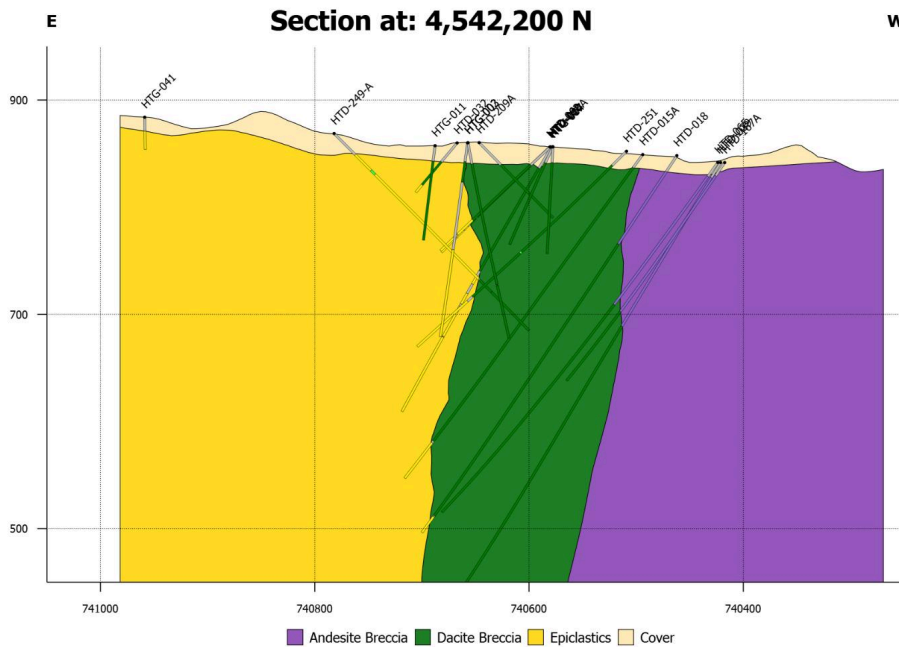 Section at: 4,542,200 N
E
W
HTG-041
HTD-249-A
HTG-011
HTD-032
HTD-209A
HTD-251
HTD-015A
HTD-018
900
700
500
741000
740800
740600
740400
Andesite Breccia
Dacite Breccia
Epiclastics
Cover